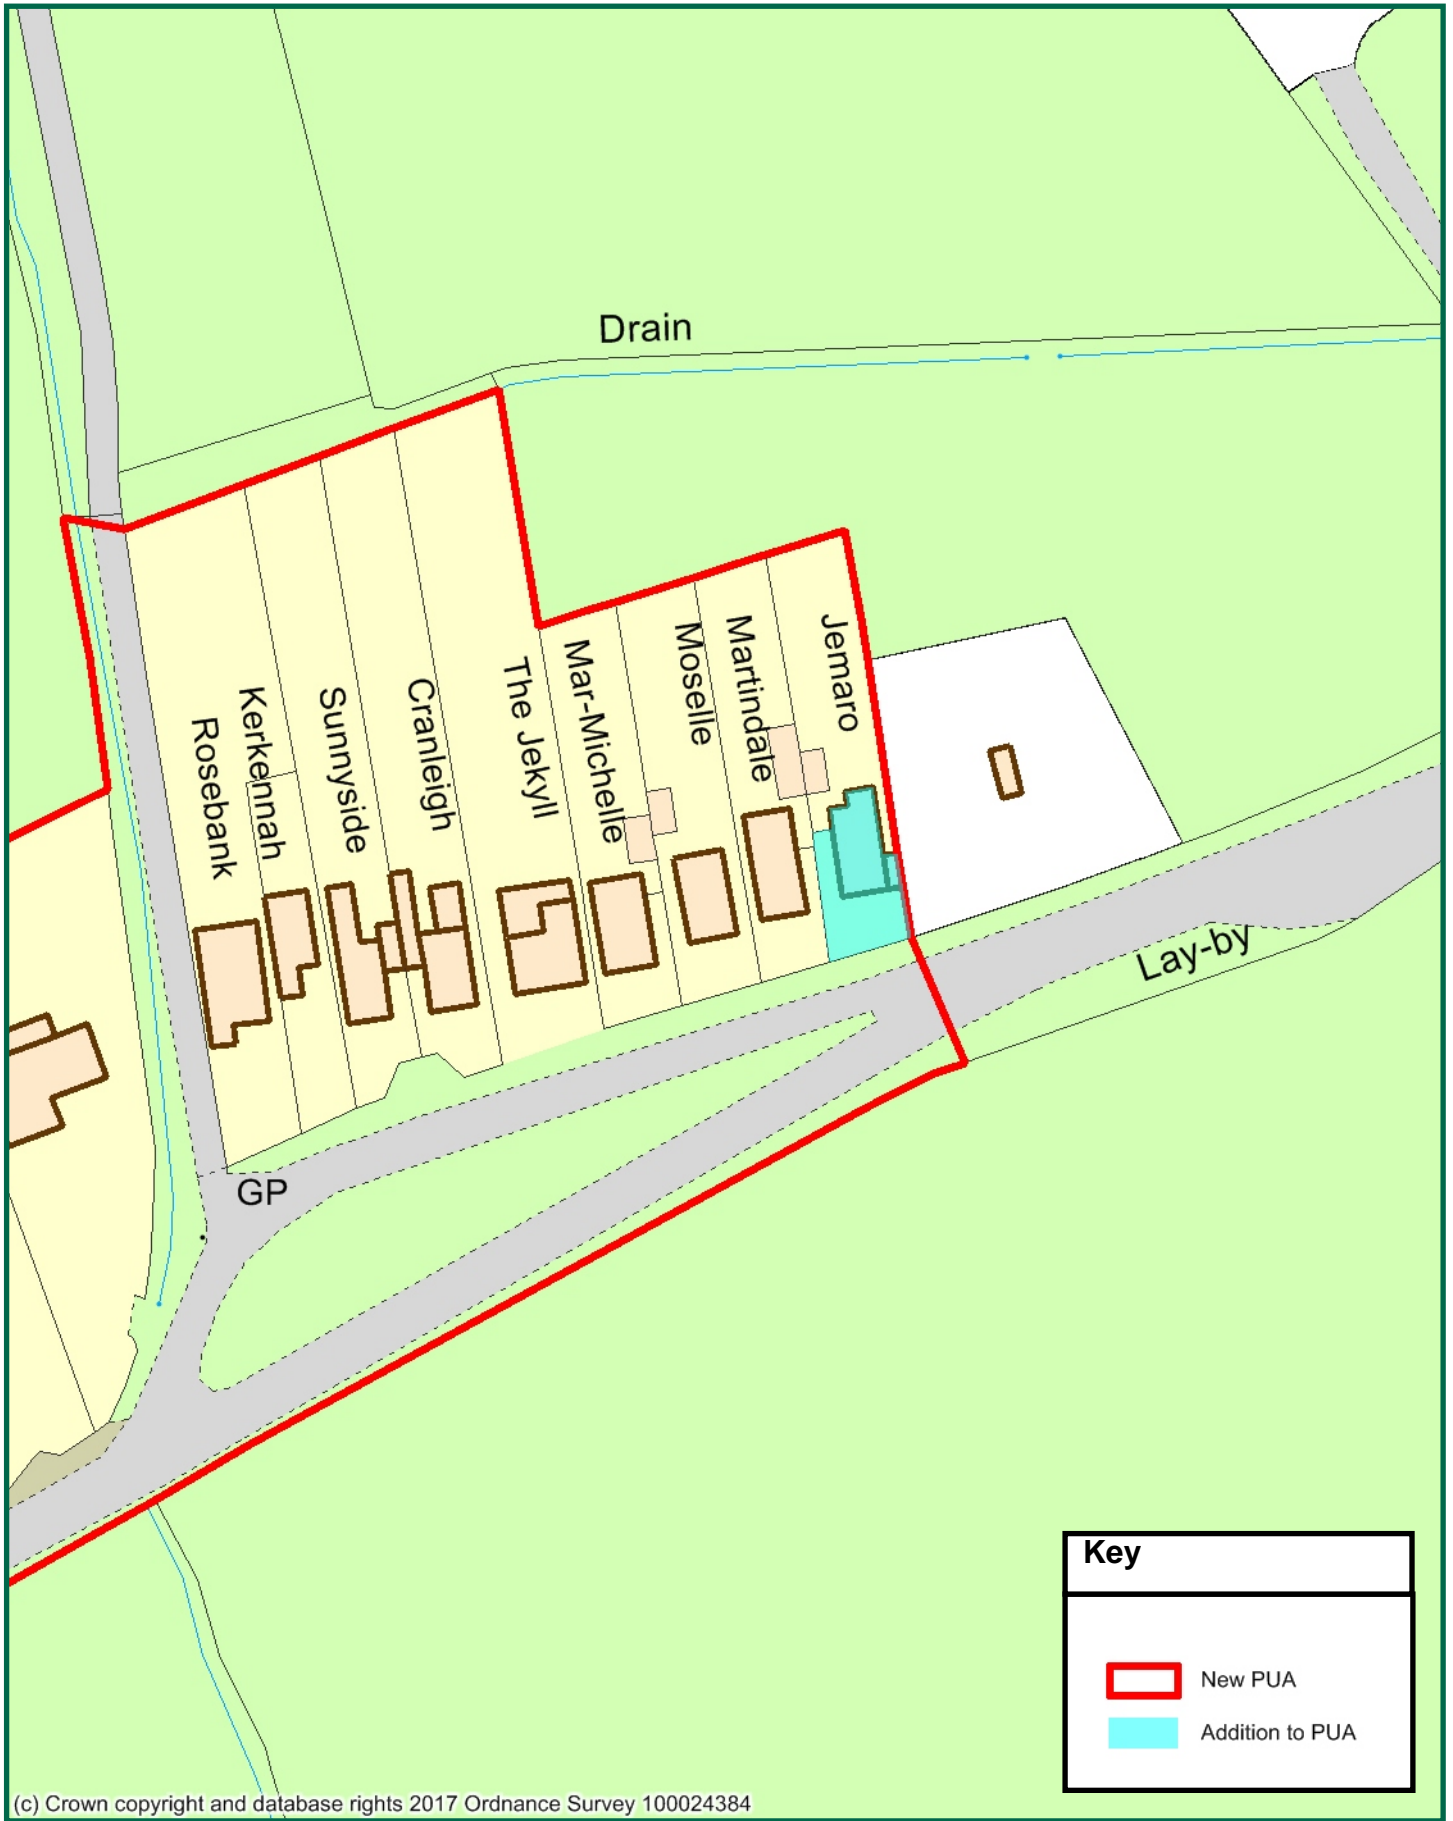 Drain
Rosebank
Kerkennah
Sunnyside
Cranleigh
The Jekyll
Mar-Michelle
Moselle
Martindale
Jemaro
Lay-by
GP
Key
New PUA
Addition to PUA
(c) Crown copyright and database rights 2017 Ordnance Survey 100024384